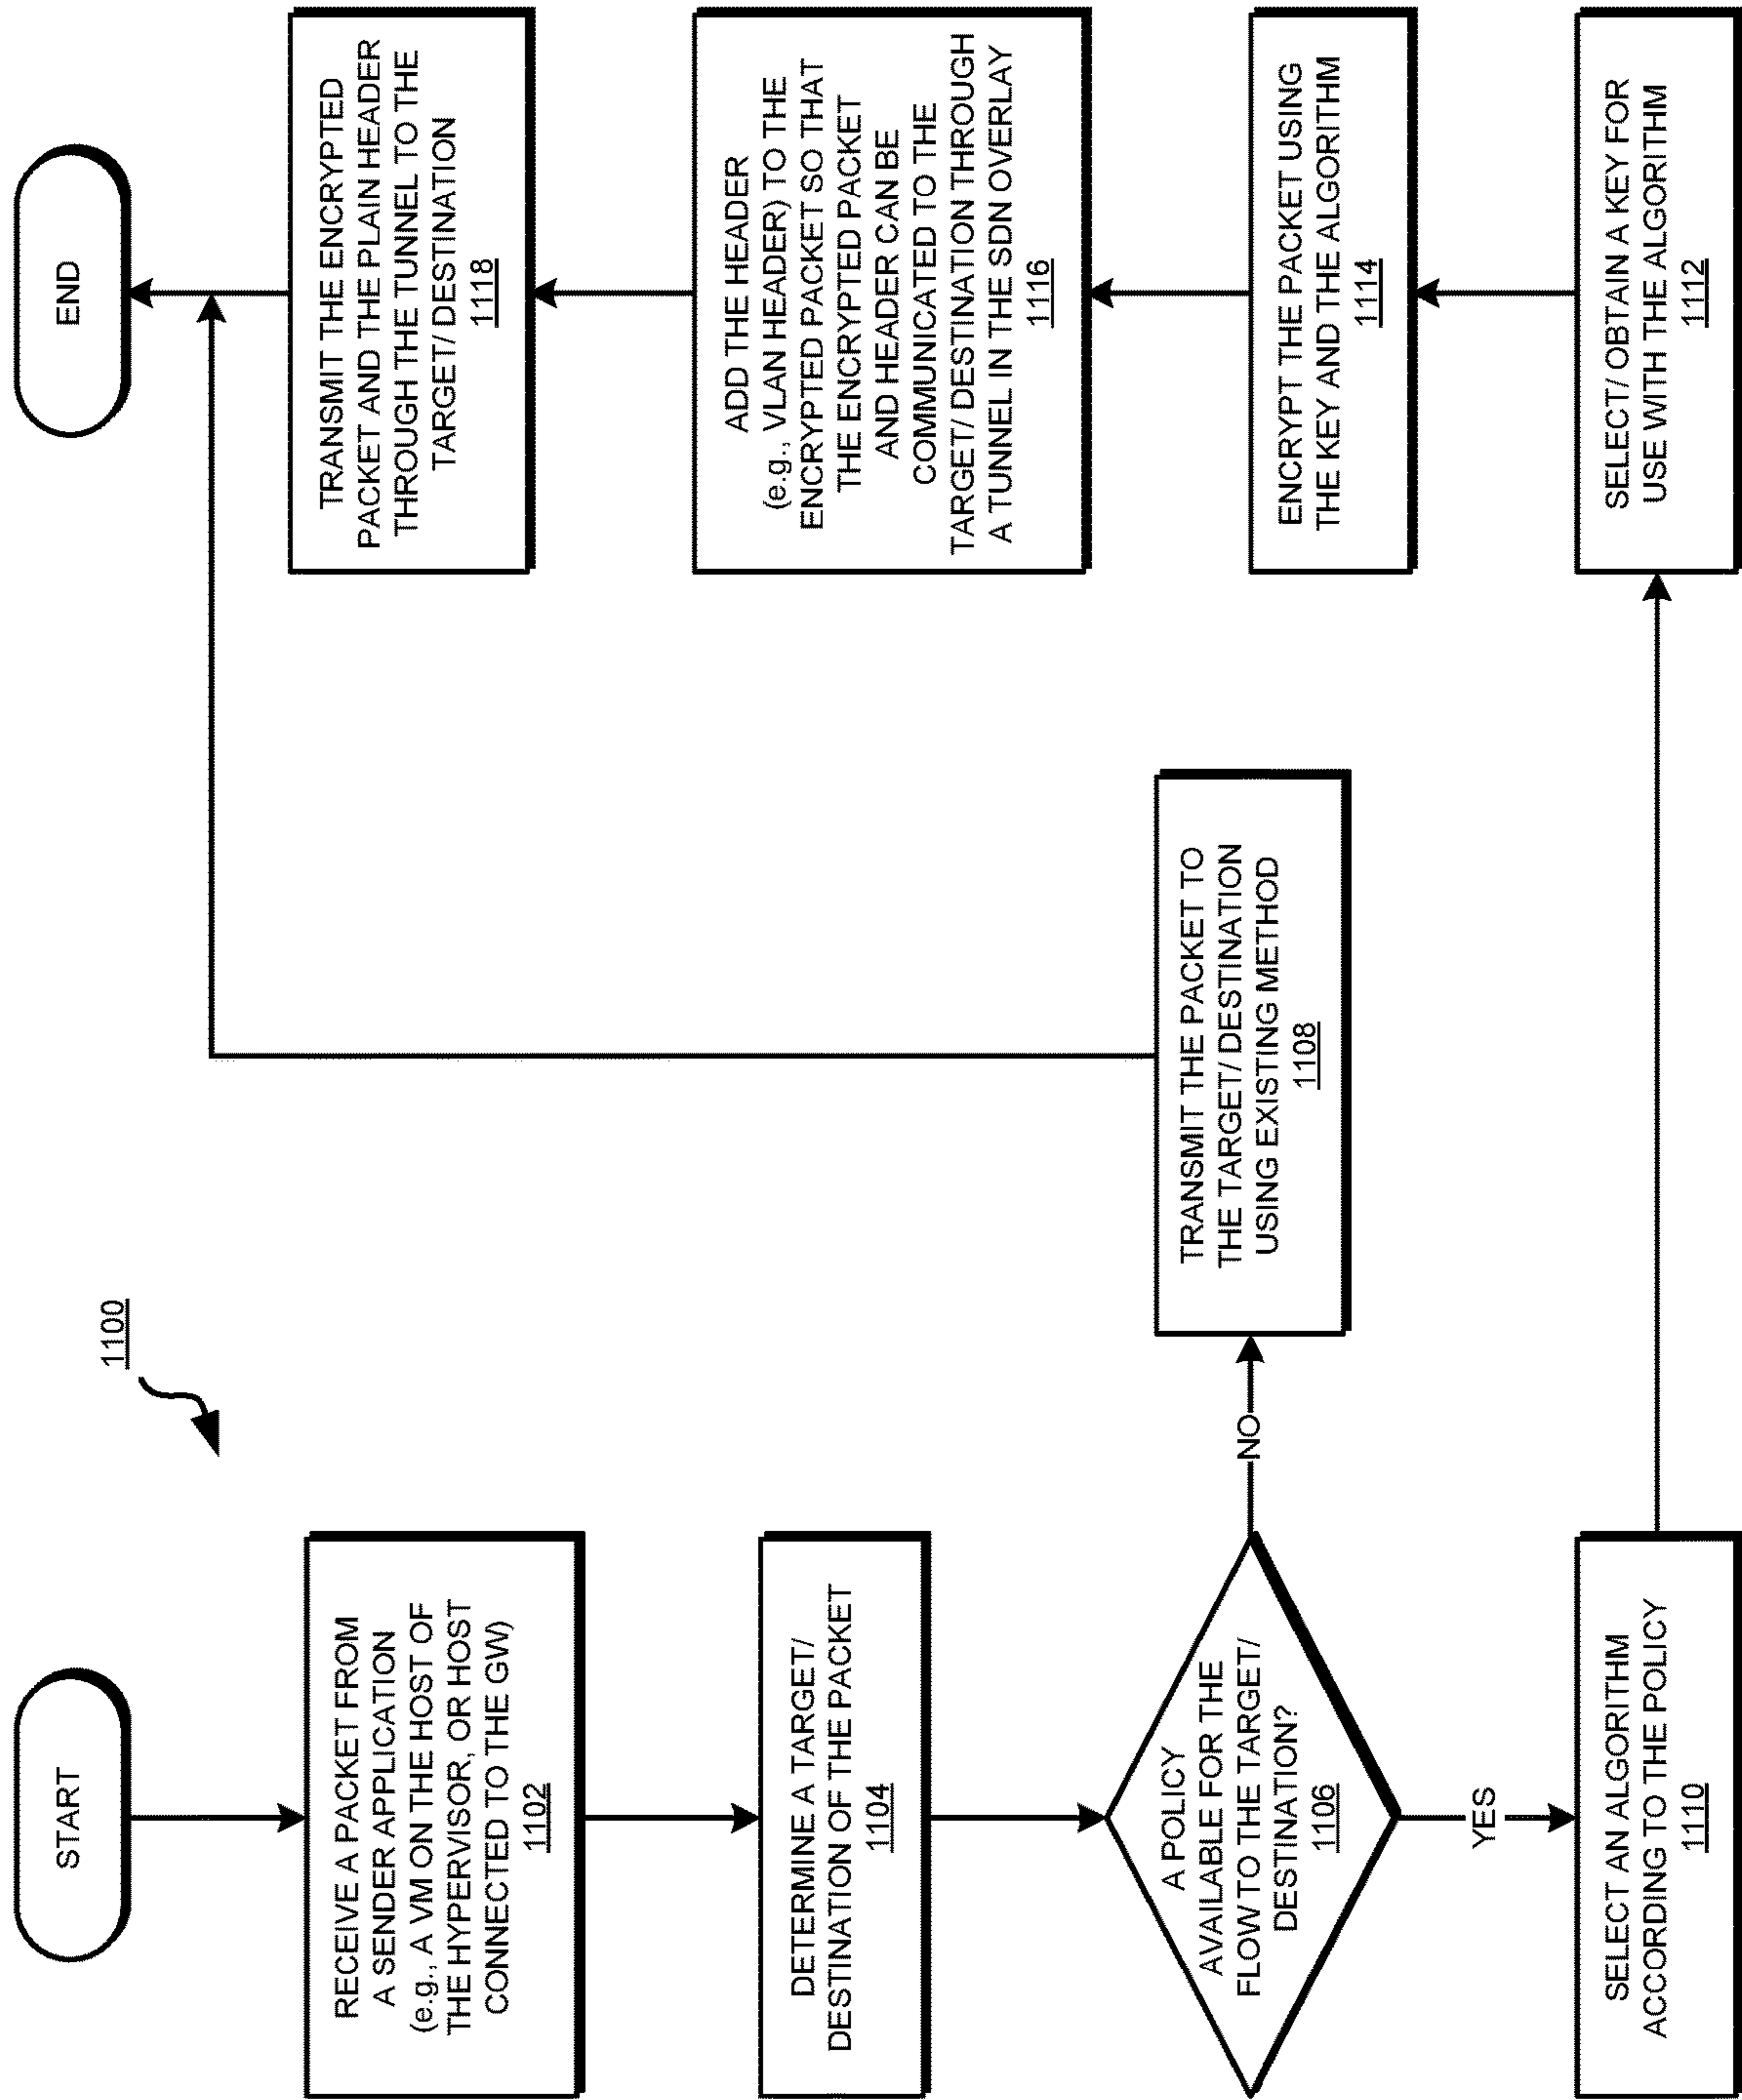 1100
START
RECEIVE A PACKET FROM
A SENDER APPLICATION
(e.g., A VM ON THE HOST OF
THE HYPERVISOR, OR HOST
CONNECTED TO THE GW)
1102
DETERMINE A TARGET/
DESTINATION OF THE PACKET
1104
A POLICY
AVAILABLE FOR THE
FLOW TO THE TARGET/
DESTINATION?
1106
NO
TRANSMIT THE PACKET TO
THE TARGET/ DESTINATION
USING EXISTING METHOD
1108
YES
SELECT AN ALGORITHM
ACCORDING TO THE POLICY
1110
SELECT/ OBTAIN A KEY FOR
USE WITH THE ALGORITHM
1112
ENCRYPT THE PACKET USING
THE KEY AND THE ALGORITHM
1114
ADD THE HEADER
(e.g., VLAN HEADER) TO THE
ENCRYPTED PACKET SO THAT
THE ENCRYPTED PACKET
AND HEADER CAN BE
COMMUNICATED TO THE
TARGET/ DESTINATION THROUGH
A TUNNEL IN THE SDN OVERLAY
1116
TRANSMIT THE ENCRYPTED
PACKET AND THE PLAIN HEADER
THROUGH THE TUNNEL TO THE
TARGET/ DESTINATION
1118
END